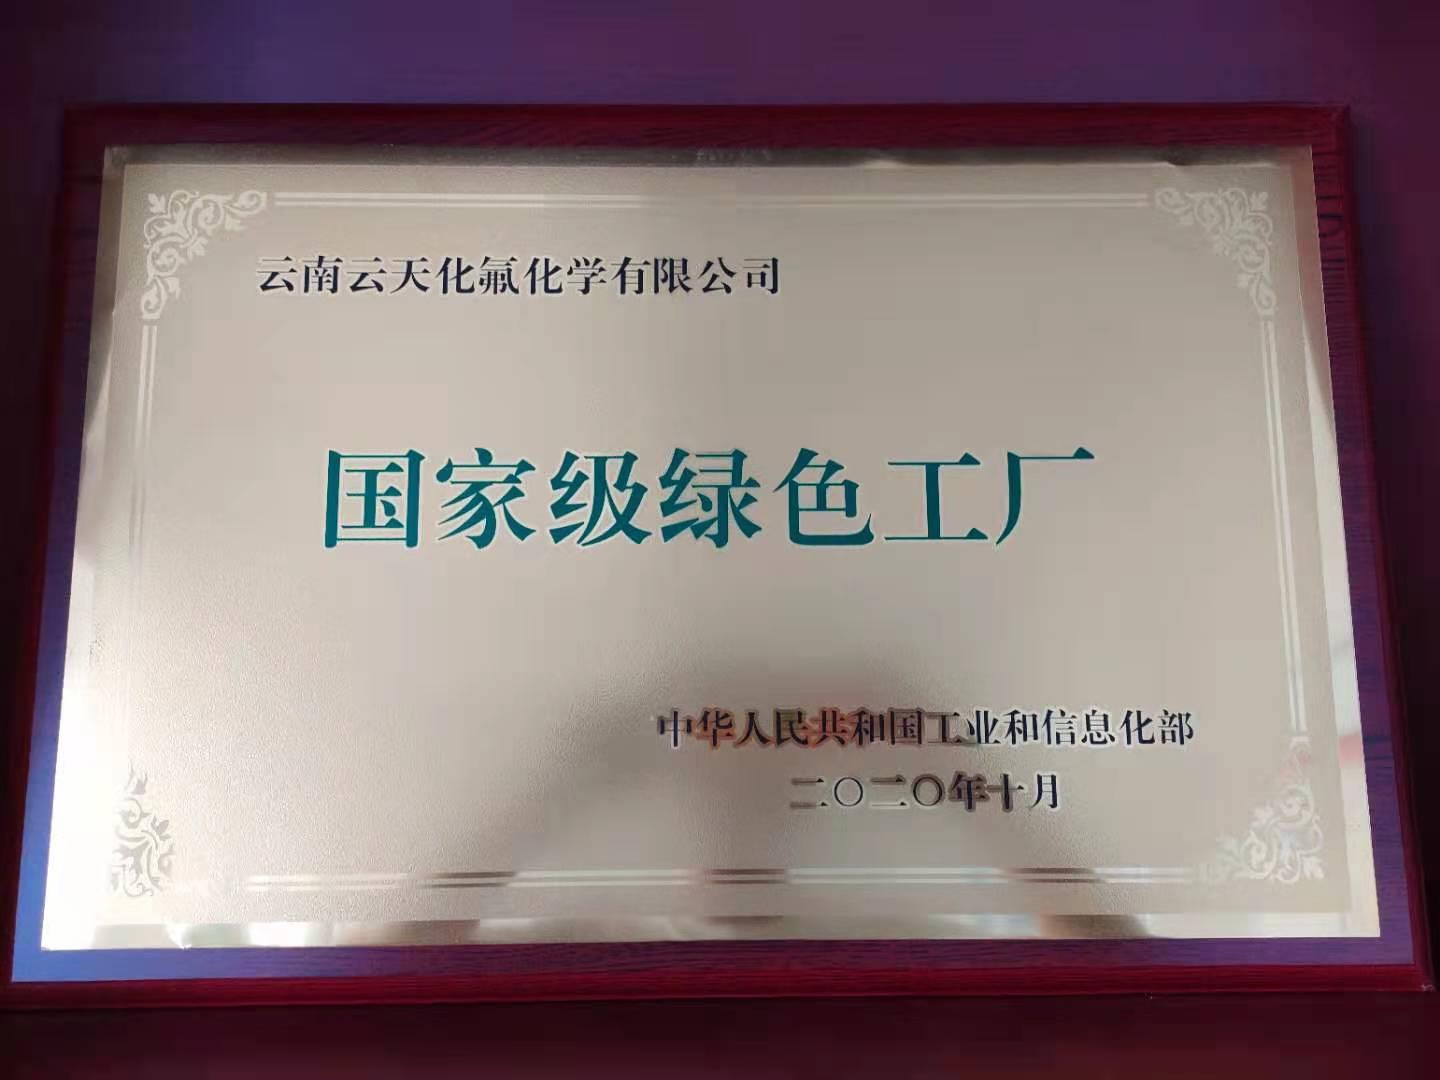 云南云天化氟化学有限公司
国家级绿色工厂
中华人民共和国工业和信息化部
二〇二〇年十月